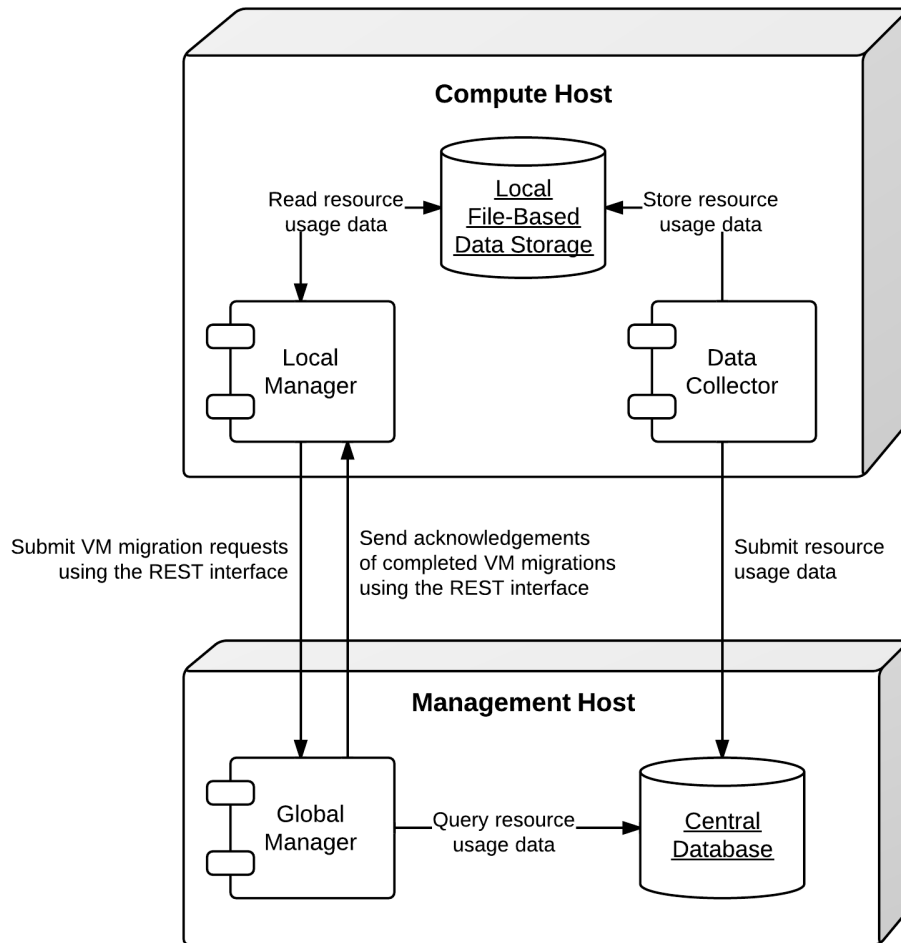 Compute Host
Local
File-Based
Data Storage
Read resource
usage data
Store resource
usage data
Local
Manager
Data
Collector
Submit VM migration requests
using the REST interface
Send acknowledgements
of completed VM migrations
using the REST interface
Submit resource
usage data
Management Host
Global
Manager
Query resource
usage data
Central
Database